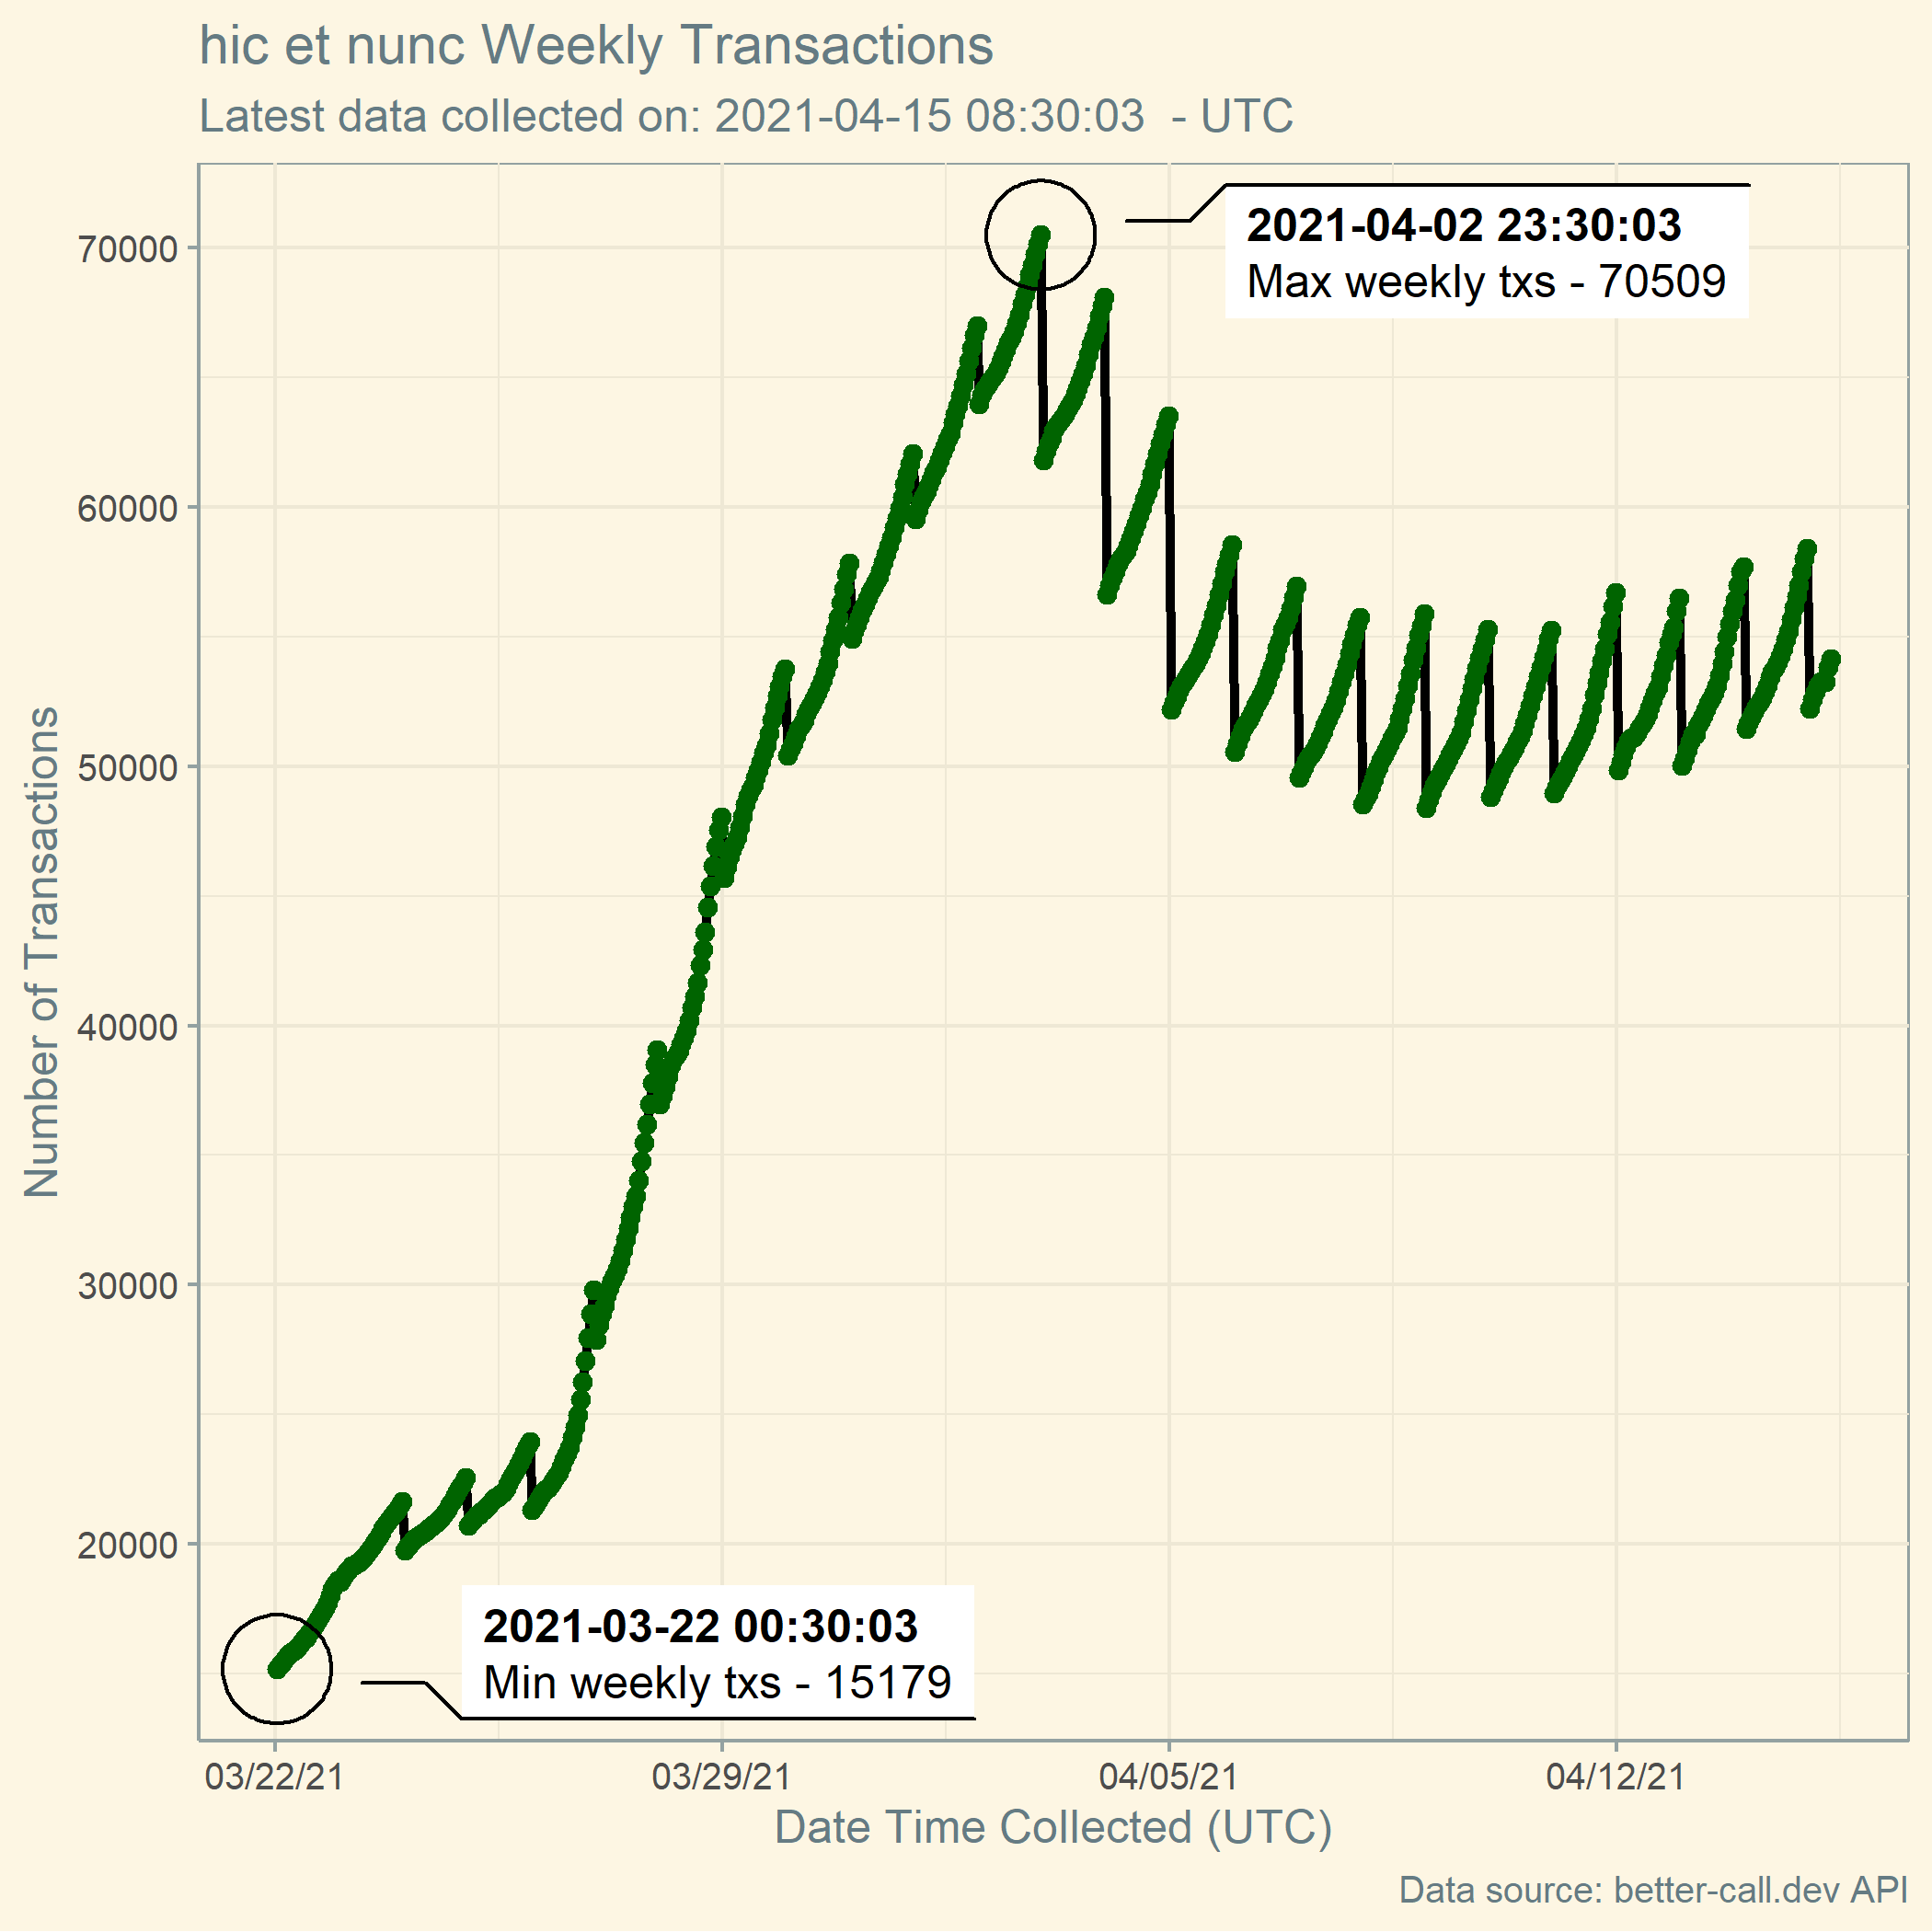 hic et nunc Weekly Transactions
Latest data collected on: 2021-04-15 08:30:03  - UTC
2021-04-02 23:30:03
Max weekly txs - 70509
70000
60000
50000
40000
30000
20000
Number of Transactions
2021-03-22 00:30:03
Min weekly txs - 15179
03/22/21
03/29/21
04/05/21
04/12/21
Date Time Collected (UTC)
Data source: better-call.dev API